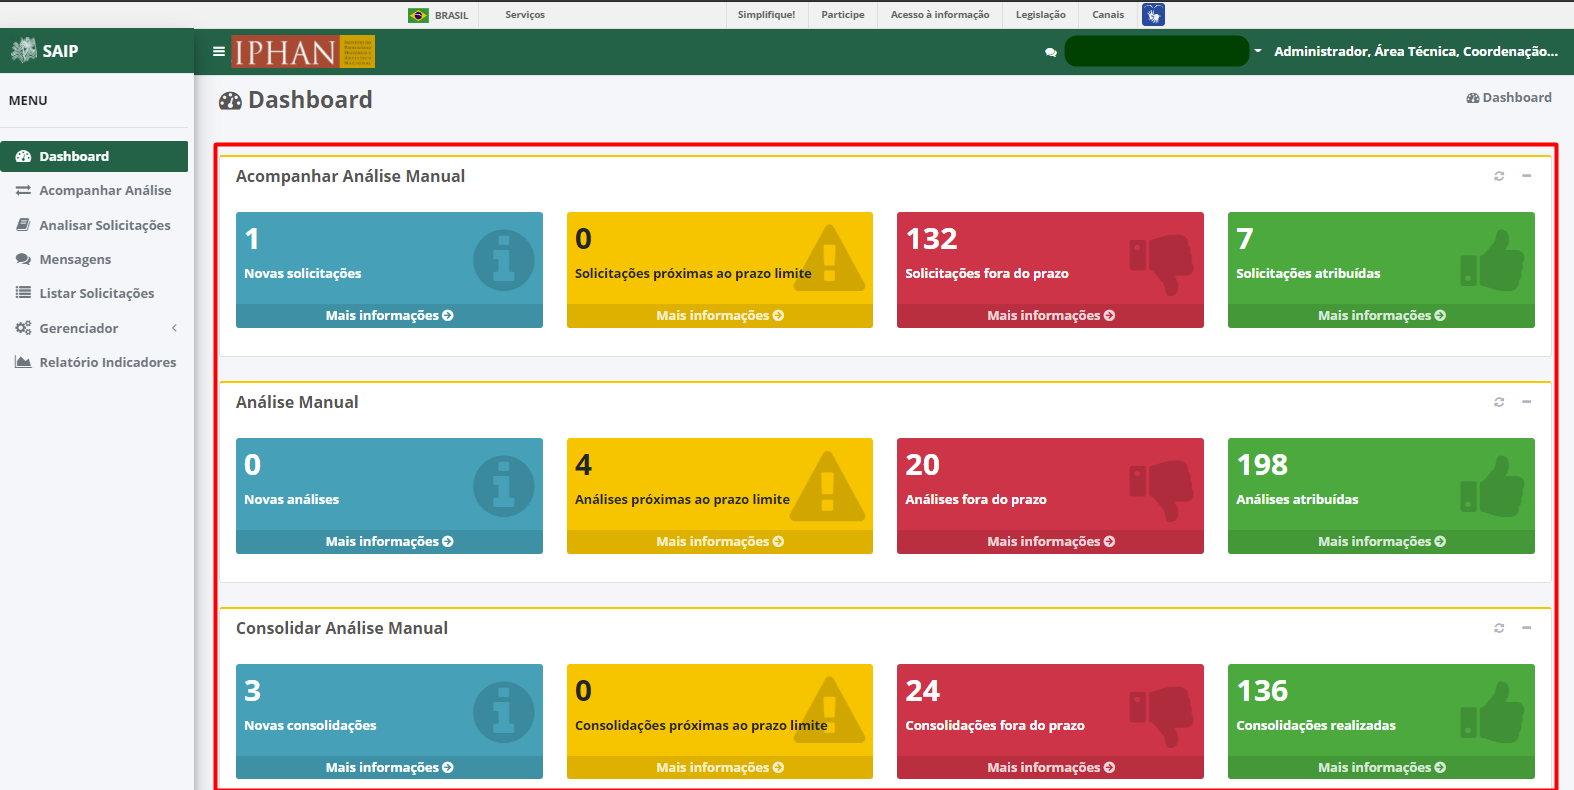 BRASIL Serviços Simplifique! Participe Acesso à informação Legislação Canais
SAIP
IPHAN
Administrador, Área Técnica, Coordenação...
MENU
Dashboard
Acompanhar Análise
Analisar Solicitações
Mensagens
Listar Solicitações
Gerenciador
Relatório Indicadores
Dashboard
Dashboard
Acompanhar Análise Manual
1
Novas solicitações
Mais informações
0
Solicitações próximas ao prazo limite
Mais informações
132
Solicitações fora do prazo
Mais informações
7
Solicitações atribuídas
Mais informações
Análise Manual
0
Novas análises
Mais informações
4
Análises próximas ao prazo limite
Mais informações
20
Análises fora do prazo
Mais informações
198
Análises atribuídas
Mais informações
Consolidar Análise Manual
3
Novas consolidações
Mais informações
0
Consolidações próximas ao prazo limite
Mais informações
24
Consolidações fora do prazo
Mais informações
136
Consolidações realizadas
Mais informações